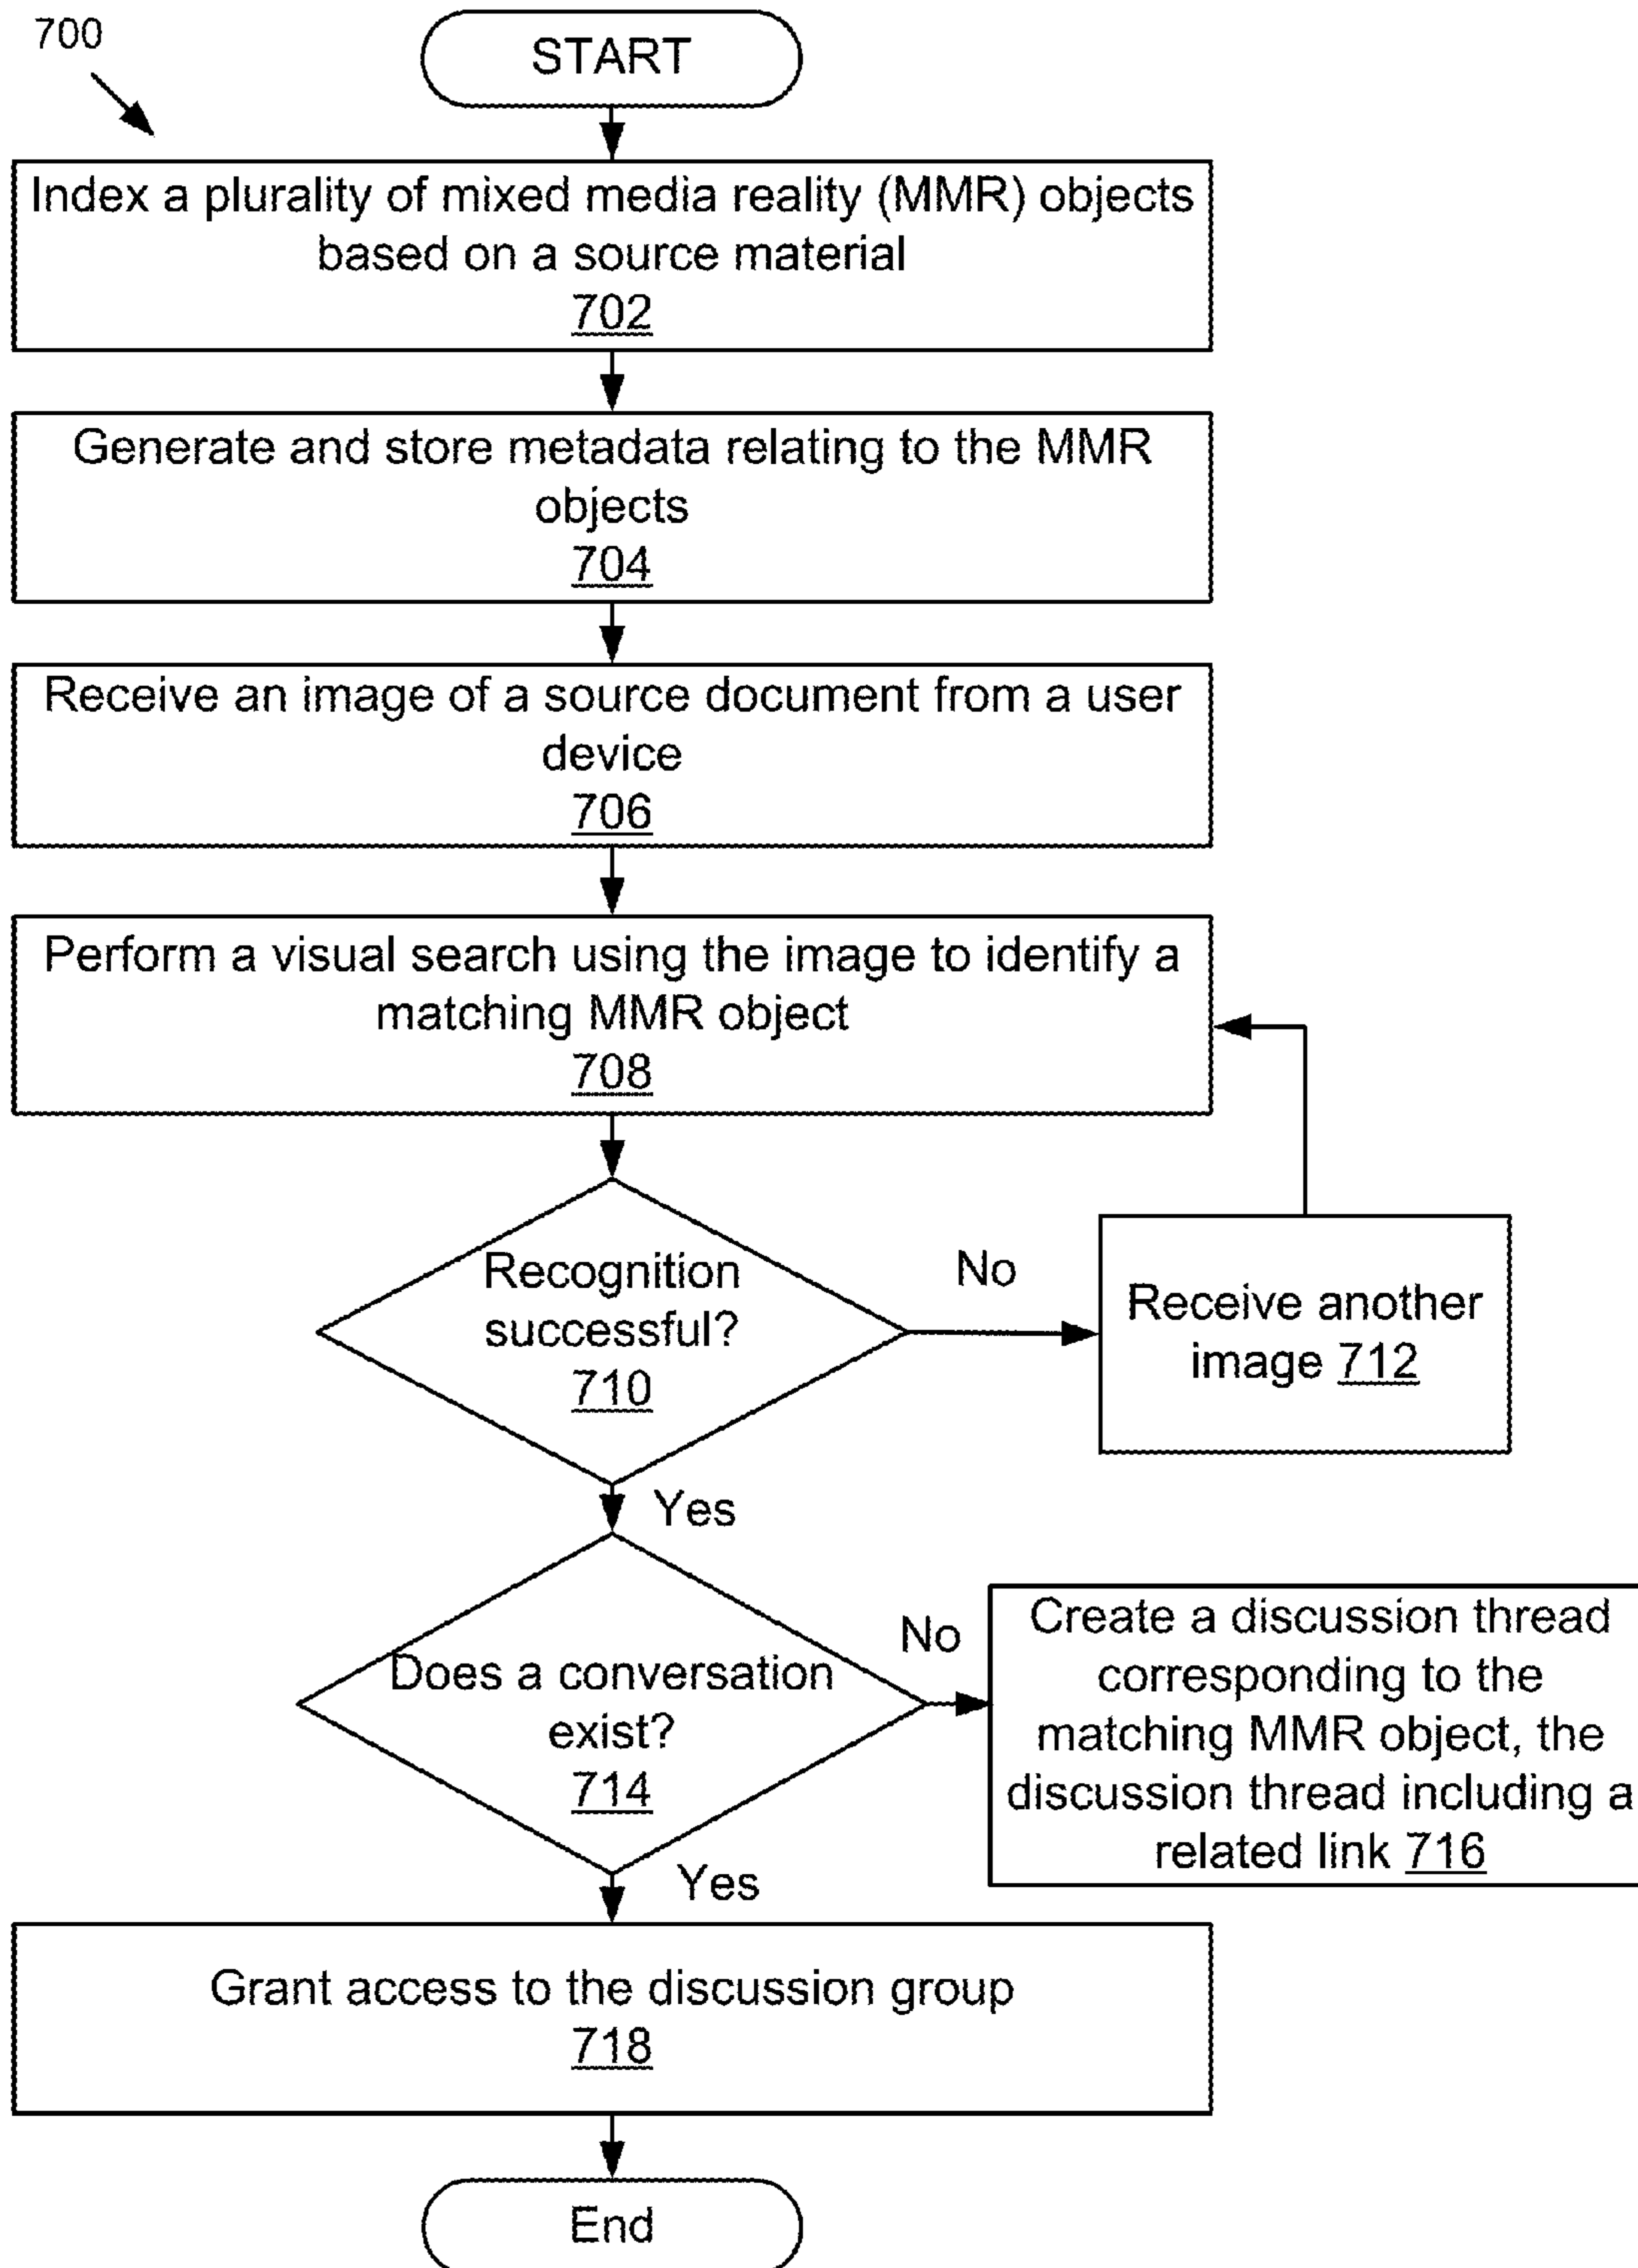 700
START
Index a plurality of mixed media reality (MMR) objects
based on a source material
702
Generate and store metadata relating to the MMR
objects
704
Receive an image of a source document from a user
device
706
Perform a visual search using the image to identify a
matching MMR object
708
Recognition
successful?
710
No
Receive another
image 712
Yes
Does a conversation
exist?
714
No
Create a discussion thread
corresponding to the
matching MMR object, the
discussion thread including a
related link 716
Yes
Grant access to the discussion group
718
End